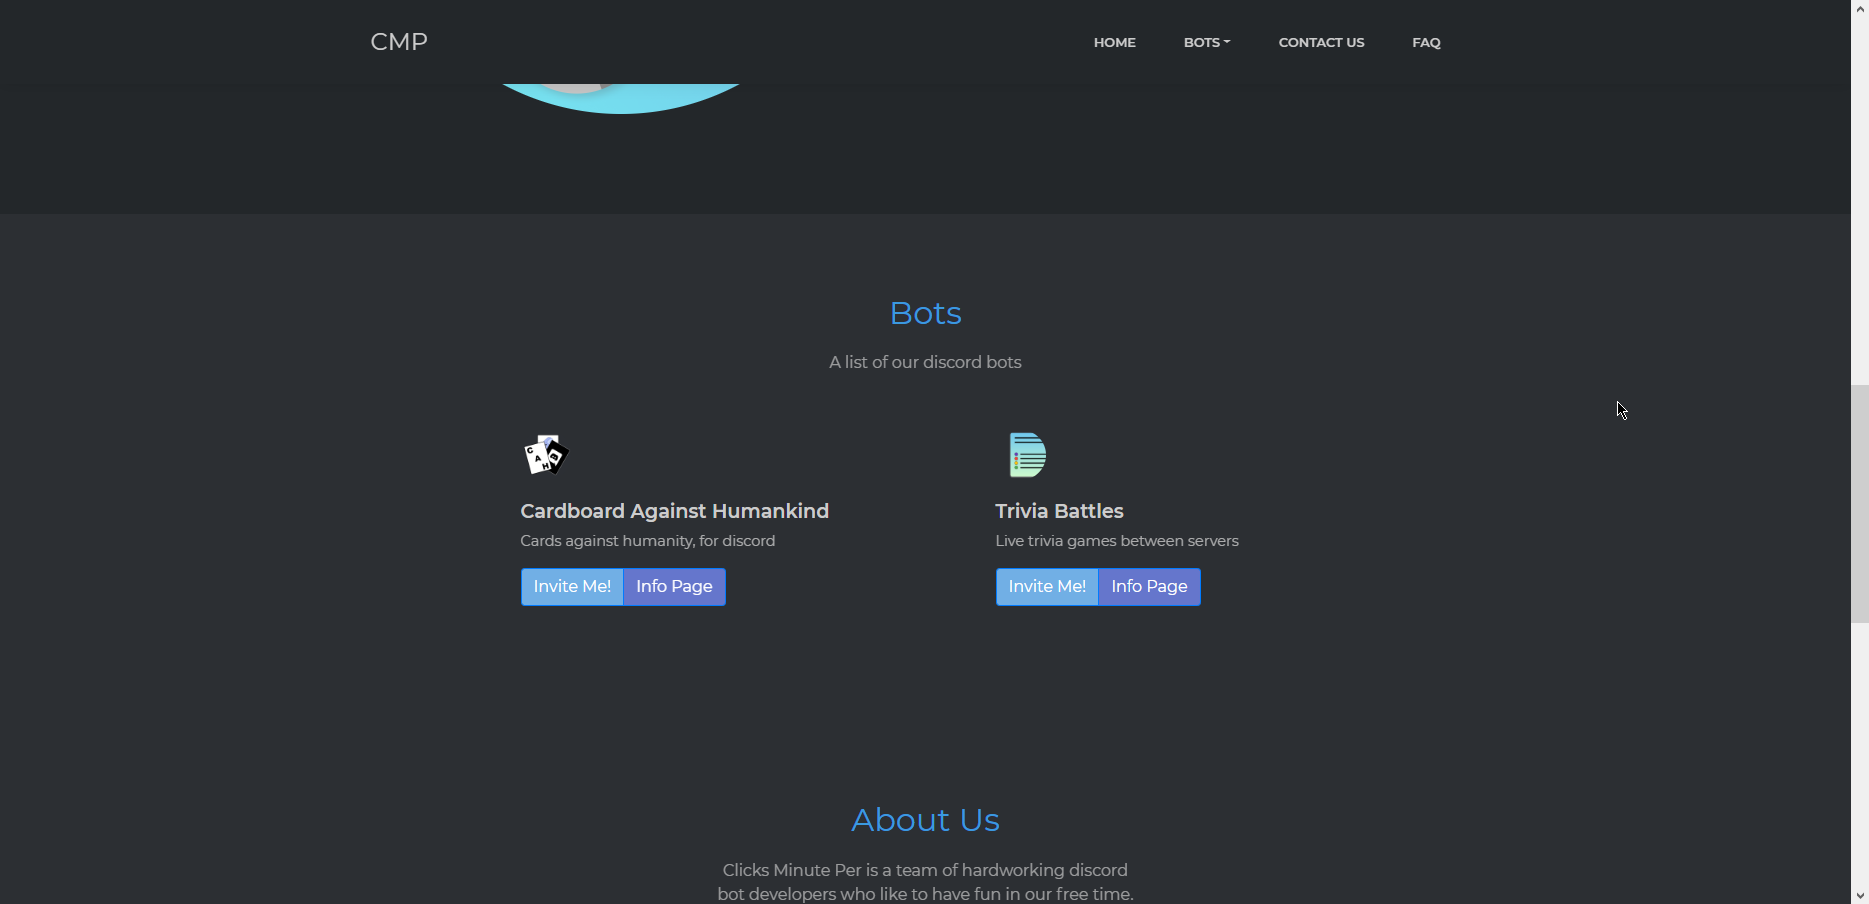 CMP
HOME
BOTS
CONTACT US
FAQ
Bots
A list of our discord bots
C
A
H
B
Cardboard Against Humankind
Cards against humanity, for discord
Invite Me!
Info Page
Trivia Battles
Live trivia games between servers
Invite Me!
Info Page
About Us
Clicks Minute Per is a team of hardworking discord
bot developers who like to have fun in our free time.